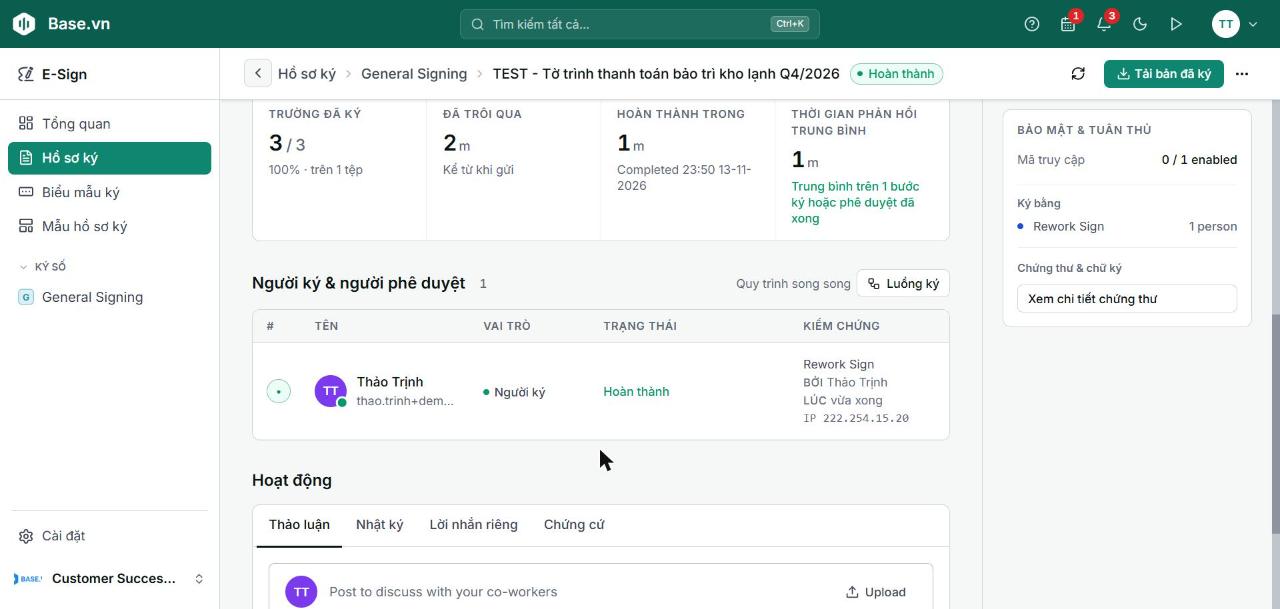 Base.vn
Tìm kiếm tất cả...
Ctrl+K
1
3
TT
E-Sign
Hồ sơ ký
General Signing
TEST - Tờ trình thanh toán bảo trì kho lạnh Q4/2026
Hoàn thành
Tải bản đã ký
Tổng quan
Hồ sơ ký
Biểu mẫu ký
Mẫu hồ sơ ký
KÝ SỐ
G General Signing
Cài đặt
BASE.V
Customer Succes...
TRƯỜNG ĐÃ KÝ
3 / 3
100% · trên 1 tệp
ĐÃ TRÔI QUA
2 m
Kể từ khi gửi
HOÀN THÀNH TRONG
1 m
Completed 23:50 13-11-
2026
THỜI GIAN PHẢN HỒI
TRUNG BÌNH
1 m
Trung bình trên 1 bước
ký hoặc phê duyệt đã
xong
Người ký & người phê duyệt 1
Quy trình song song
Luồng ký
# TÊN VAI TRÒ TRẠNG THÁI KIỂM CHỨNG
TT
Thảo Trịnh
thao.trinh+dem...
Người ký
Hoàn thành
Rework Sign
BỞI Thảo Trịnh
LÚC vừa xong
IP 222.254.15.20
Hoạt động
Thảo luận Nhật ký Lời nhắn riêng Chứng cứ
TT
Post to discuss with your co-workers
Upload
BẢO MẬT & TUÂN THỦ
Mã truy cập 0 / 1 enabled
Ký bằng
Rework Sign 1 person
Chứng thư & chữ ký
Xem chi tiết chứng thư